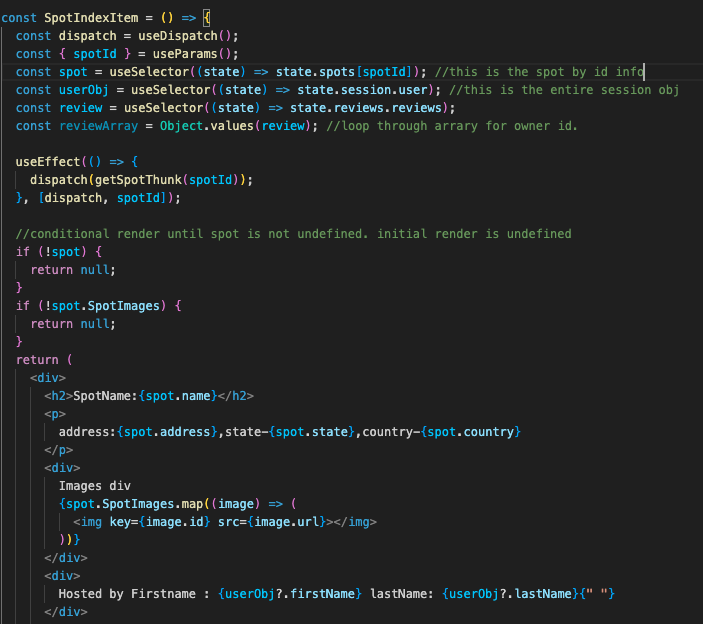 const SpotIndexItem = () => {
const dispatch = useDispatch();
const { spotId } = useParams();
const spot = useSelector((state) => state.spots[spotId]); //this is the spot by id info
const userObj = useSelector((state) => state.session.user); //this is the entire session obj
const review = useSelector((state) => state.reviews.reviews);
const reviewArray = Object.values(review); //loop through arrary for owner id.
useEffect(() => {
dispatch(getSpotThunk(spotId));
}, [dispatch, spotId]);
//conditional render until spot is not undefined. initial render is undefined
if (!spot) {
return null;
}
if (!spot.SpotImages) {
return null;
}
return (
<div>
<h2>SpotName:{spot.name}</h2>
<p>
address:{spot.address},state-{spot.state},country-{spot.country}
</p>
<div>
Images div
{spot.SpotImages.map((image) => (
<img key={image.id} src={image.url}></img>
))}
</div>
<div>
Hosted by Firstname : {userObj?.firstName} lastName: {userObj?.lastName}{" "}
</div>